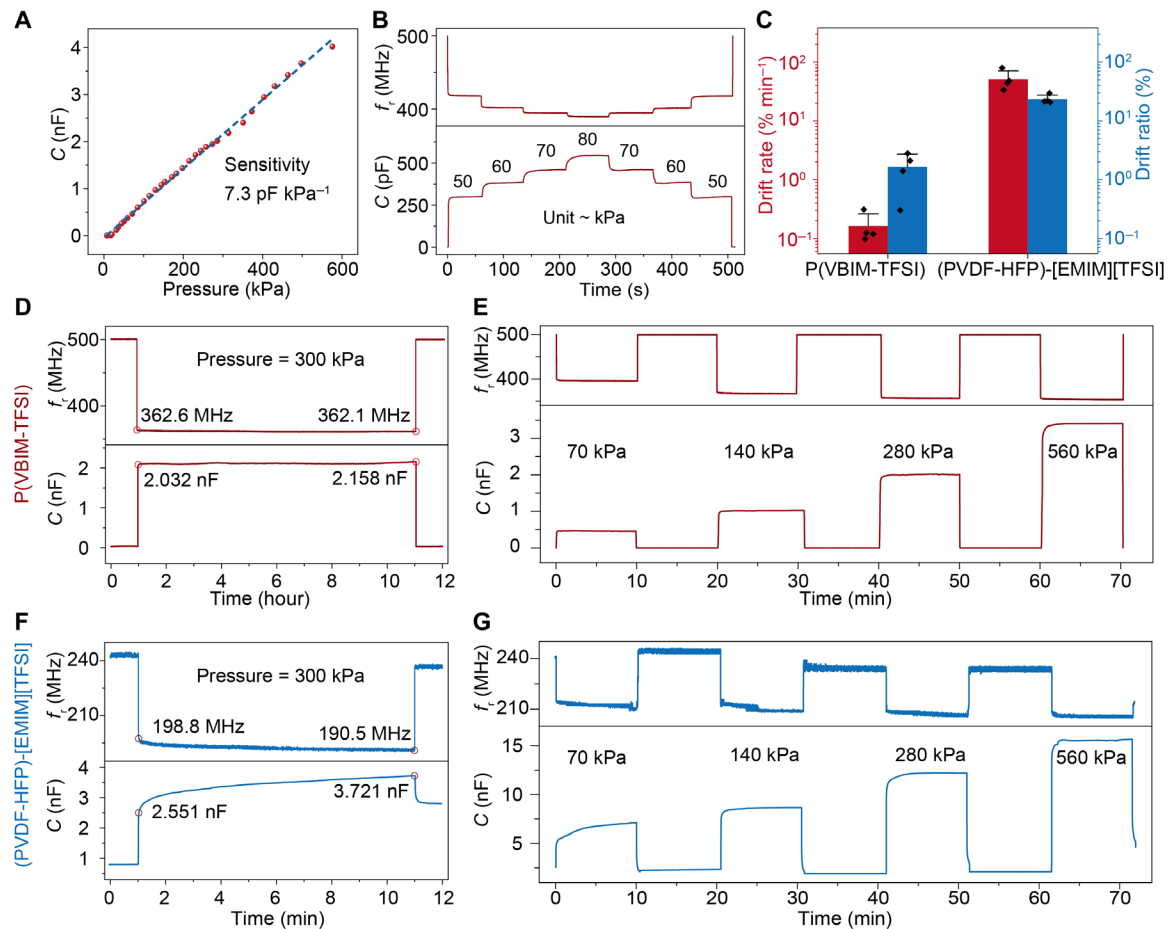 A
C (nF)
4
3
2
1
0
Sensitivity
7.3 pF kPa⁻¹
0
200
400
600
Pressure (kPa)
B
fᵣ (MHz)
500
400
C (pF)
500
250
0
50
60
70
80
70
60
50
Unit ~ kPa
0
100
200
300
400
500
Time (s)
C
Drift rate (% min⁻¹)
10²
10¹
10⁰
10⁻¹
10²
10¹
10⁰
10⁻¹
Drift ratio (%)
P(VBIM-TFSI)
(PVDF-HFP)-[EMIM][TFSI]
P(VBIM-TFSI)
D
fᵣ (MHz)
500
400
Pressure = 300 kPa
362.6 MHz
362.1 MHz
C (nF)
2
1
0
2.032 nF
2.158 nF
0
2
4
6
8
10
12
Time (hour)
E
fᵣ (MHz)
500
400
C (nF)
3
2
1
0
70 kPa
140 kPa
280 kPa
560 kPa
0
10
20
30
40
50
60
70
Time (min)
(PVDF-HFP)-[EMIM][TFSI]
F
fᵣ (MHz)
240
210
Pressure = 300 kPa
198.8 MHz
190.5 MHz
C (nF)
4
3
2
1
2.551 nF
3.721 nF
0
2
4
6
8
10
12
Time (min)
G
fᵣ (MHz)
240
210
C (nF)
15
10
5
70 kPa
140 kPa
280 kPa
560 kPa
0
10
20
30
40
50
60
70
Time (min)